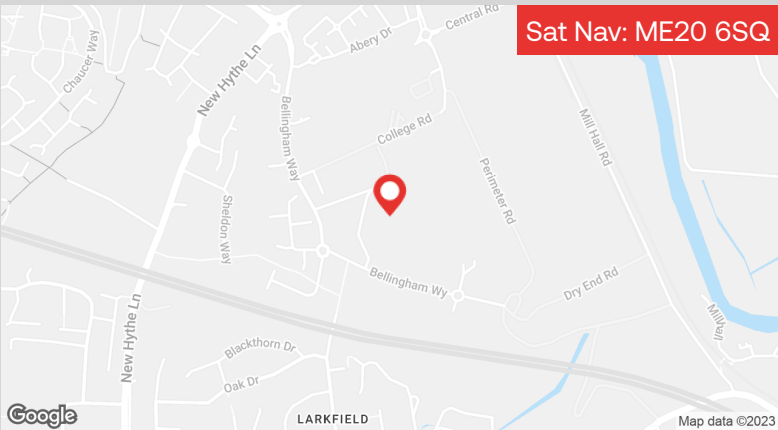 Sat Nav: ME20 6SQ
Central Rd
Abery Dr
Chaucer Way
New Hythe Ln
Bellingham Way
College Rd
Mill Hall Rd
Perimeter Rd
Sheldon Way
Bellingham Wy
Dry End Rd
New Hythe Ln
Mill
hall
Blackthorn Dr
Oak Dr
LARKFIELD
Google
Map data ©2023